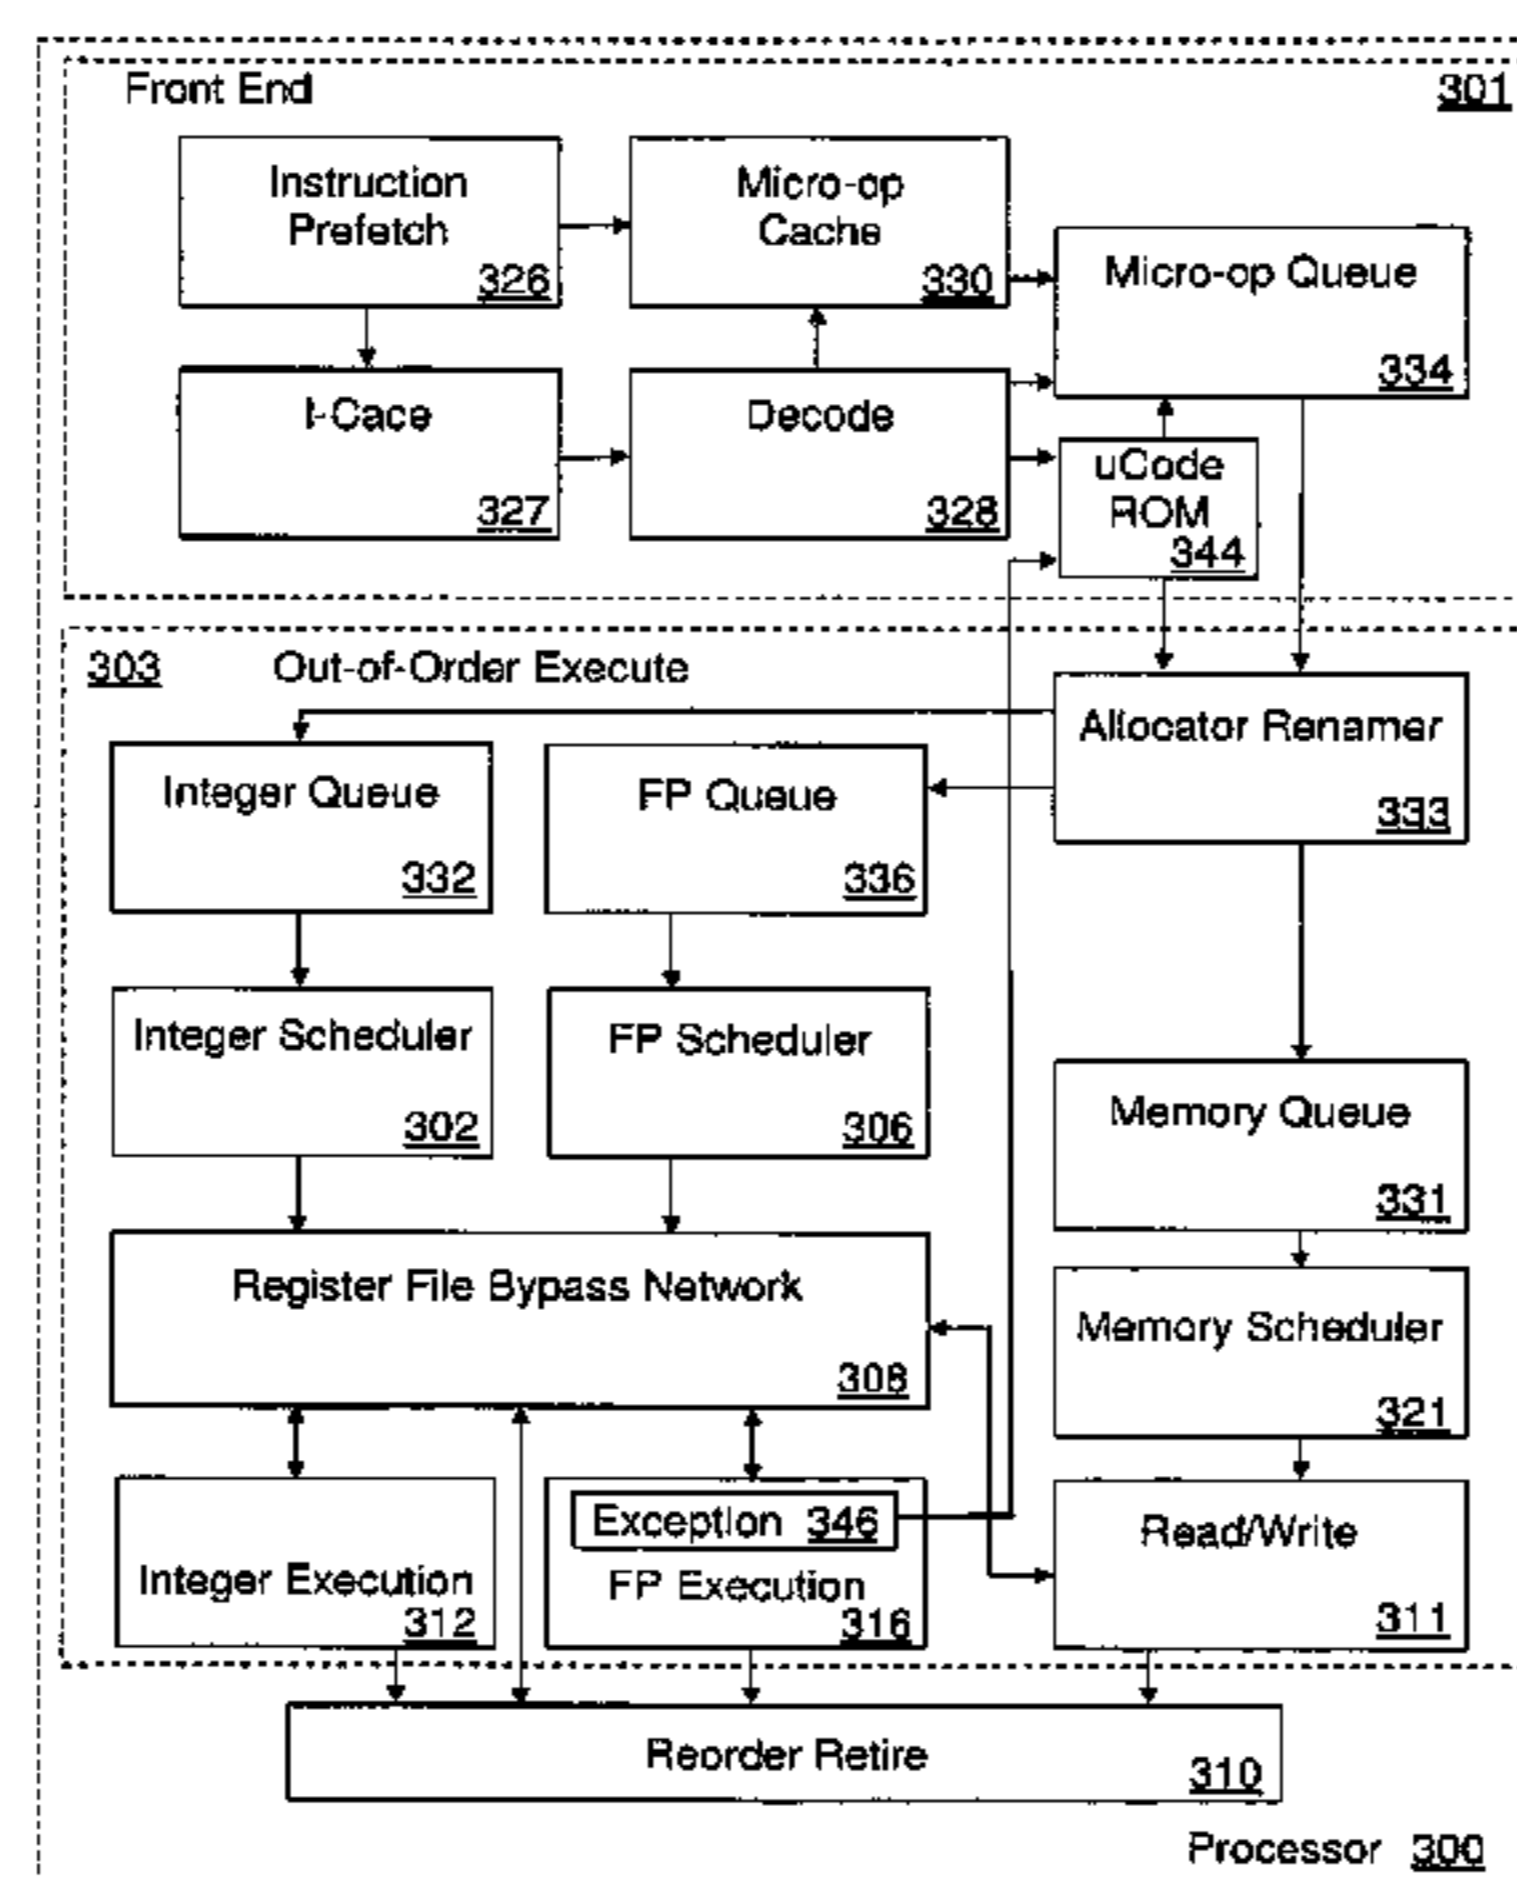 Front End 301
Instruction
Prefetch
326
Micro-op
Cache
330
Micro-op Queue
334
I-Cace
327
Decode
328
uCode
ROM
344
303 Out-of-Order Execute
Allocator Renamer
333
Integer Queue
332
FP Queue
336
Integer Scheduler
302
FP Scheduler
306
Memory Queue
331
Register File Bypass Network
308
Memory Scheduler
321
Integer Execution
312
Exception 346
FP Execution
316
Read/Write
311
Reorder Retire
310
Processor 300